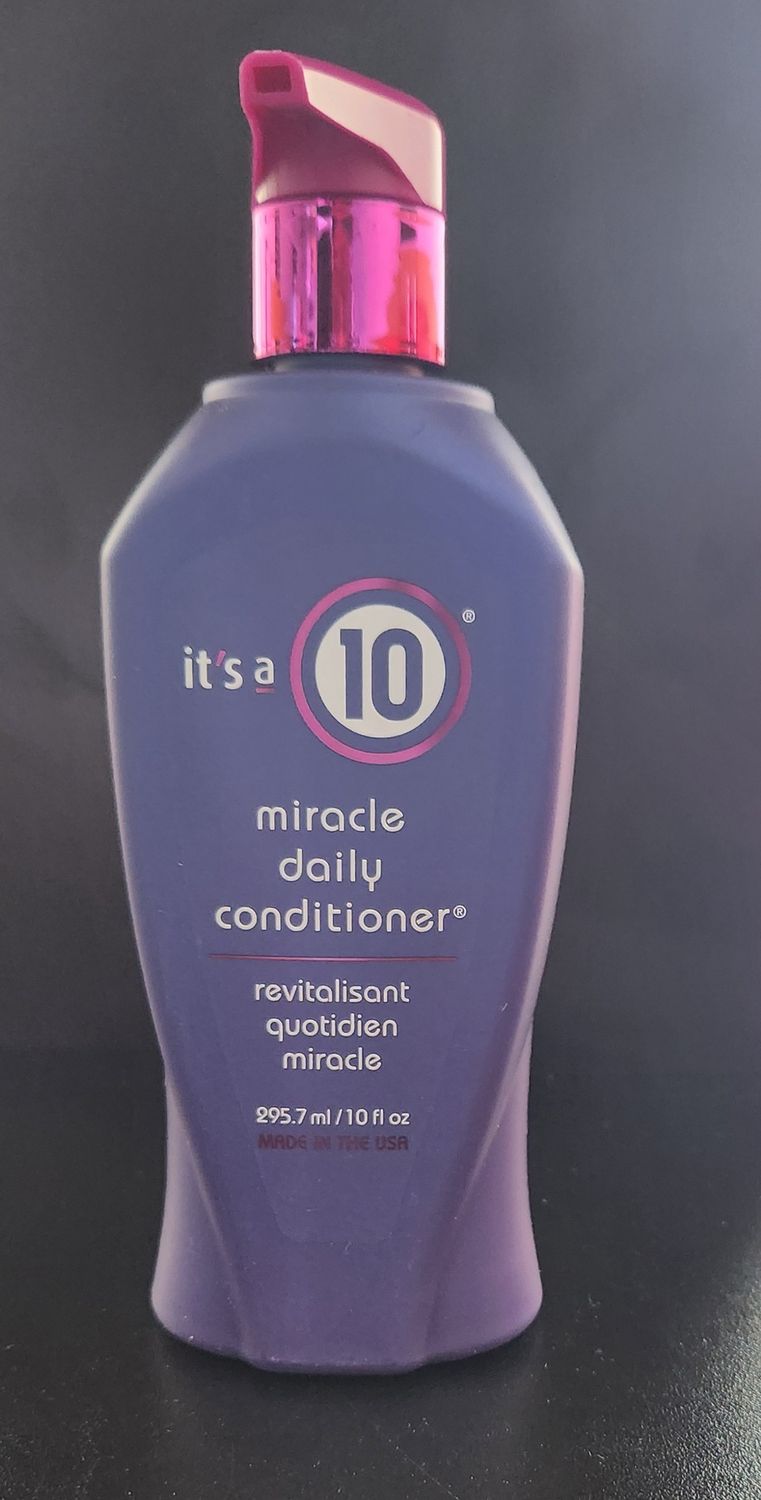 it's a 10®
miracle
daily
conditioner®
revitalisant
quotidien
miracle
295.7 ml / 10 fl oz
MADE IN THE USA